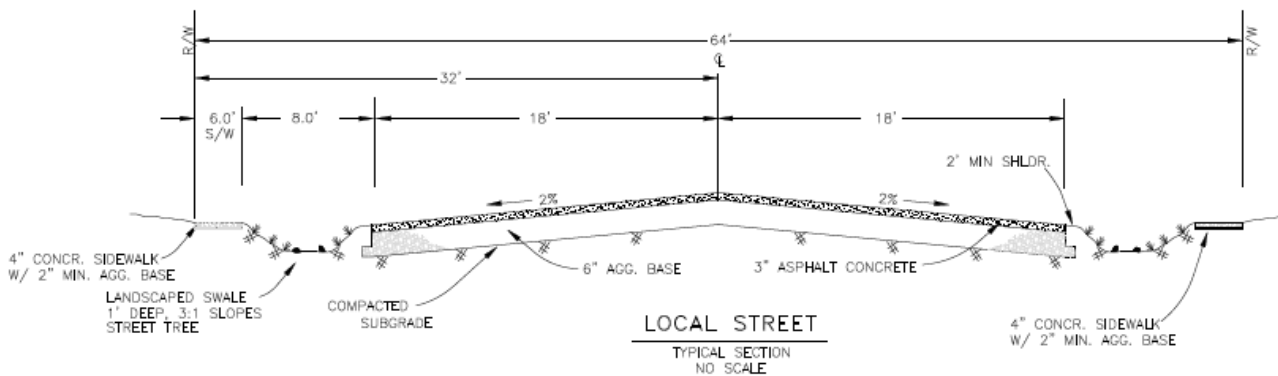 R/W
R/W
64'
℄
32'
6.0'
S/W
8.0'
18'
18'
2' MIN SHLDR.
2%
2%
4" CONCR. SIDEWALK
W/ 2" MIN. AGG. BASE
6" AGG. BASE
3" ASPHALT CONCRETE
LANDSCAPED SWALE
1' DEEP, 3:1 SLOPES
STREET TREE
COMPACTED
SUBGRADE
4" CONCR. SIDEWALK
W/ 2" MIN. AGG. BASE
LOCAL STREET
TYPICAL SECTION
NO SCALE